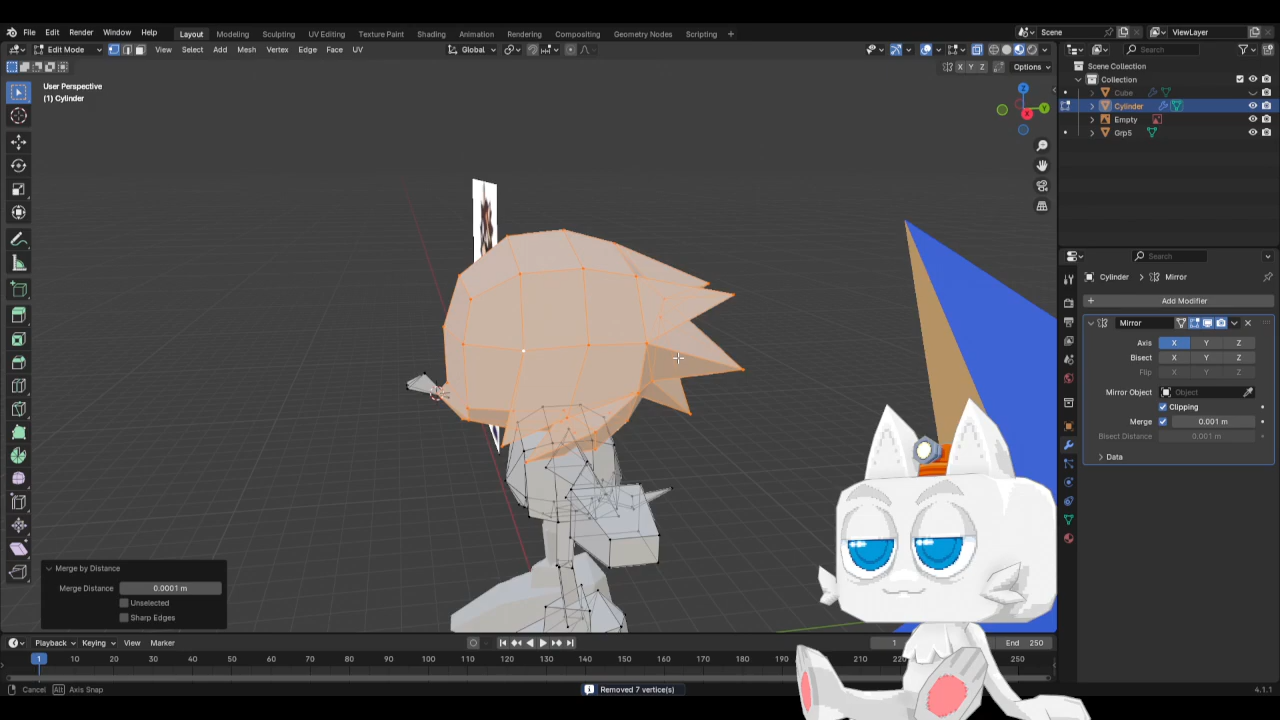 File Edit Render Window Help Layout Modeling Sculpting UV Editing Texture Paint Shading Animation Rendering Compositing Geometry Nodes Scripting + Scene ViewLayer
Edit Mode View Select Add Mesh Vertex Edge Face UV Global Search
X Y Z Options
User Perspective
(1) Cylinder
Z
Y
X
Scene Collection
Collection
Cube
Cylinder
Empty
Grp5
Search
Cylinder Mirror
+ Add Modifier
Mirror
Axis X Y Z
Bisect X Y Z
Flip X Y Z
Mirror Object Object
Clipping
Merge 0.001 m
Bisect Distance 0.001 m
Data
Merge by Distance
Merge Distance 0.0001 m
Unselected
Sharp Edges
Playback Keying View Marker 1 End 250
1 10 20 30 40 50 60 70 80 90 100 110 120 130 140 150 160 170 180 190 200 210 250
Cancel Alt Axis Snap Removed 7 vertice(s) 4.1.1